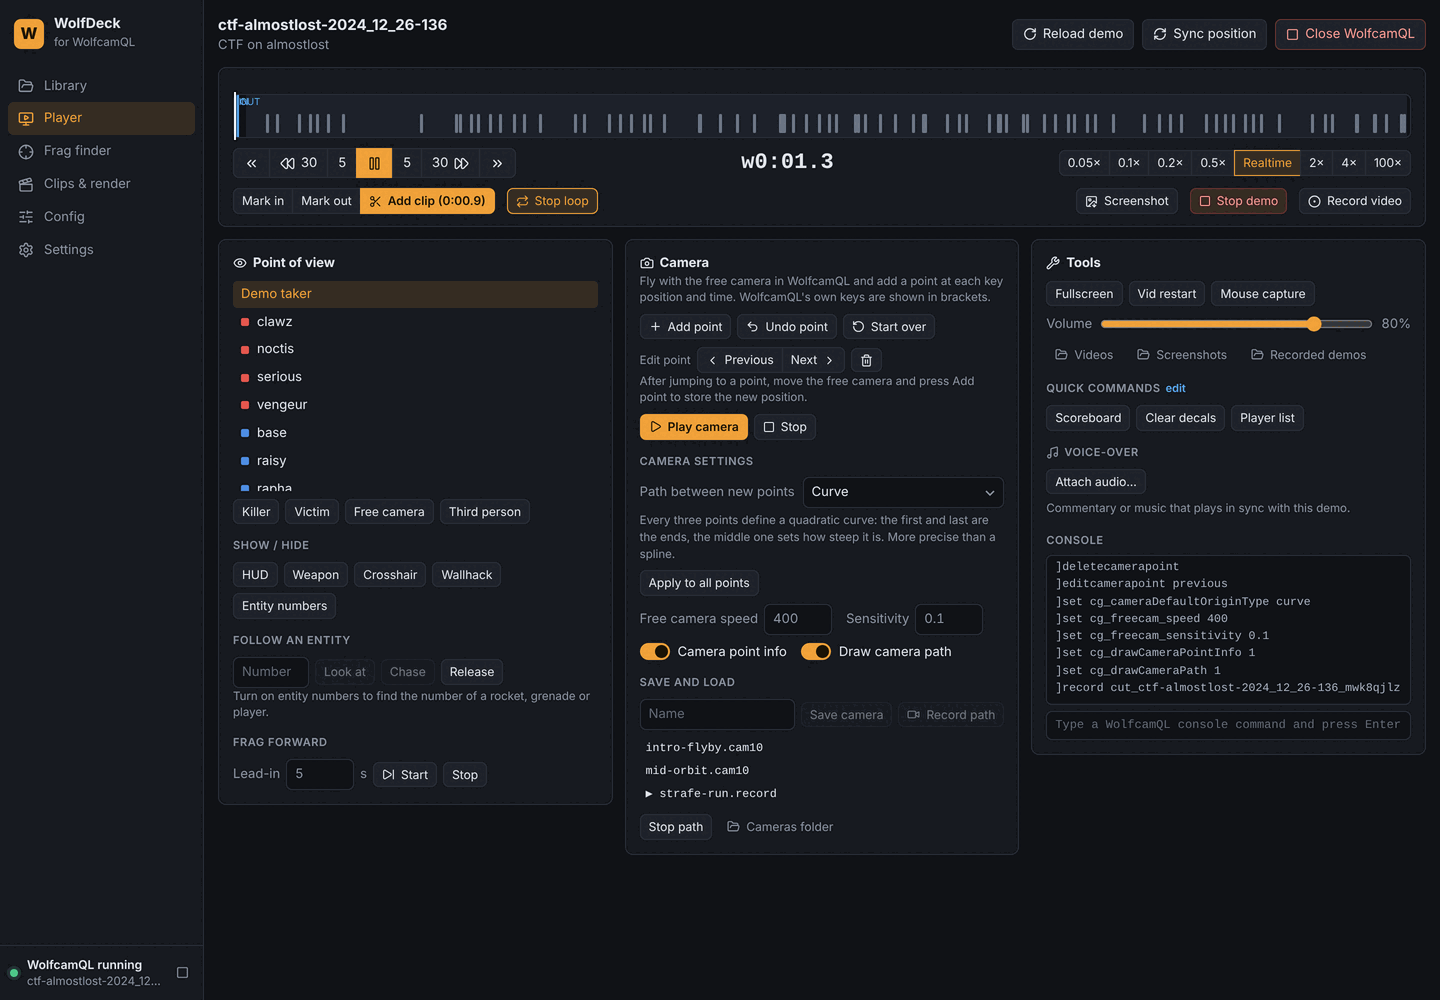 W
WolfDeck
for WolfcamQL
Library
Player
Frag finder
Clips & render
Config
Settings
WolfcamQL running
ctf-almostlost-2024_12...
ctf-almostlost-2024_12_26-136
CTF on almostlost
Reload demo
Sync position
Close WolfcamQL
OUT
« 30 5 5 30 »
w0:01.3
0.05× 0.1× 0.2× 0.5× Realtime 2× 4× 100×
Mark in Mark out Add clip (0:00.9) Stop loop
Screenshot Stop demo Record video
Point of view
Demo taker
clawz
noctis
serious
vengeur
base
raisy
rapha
Killer Victim Free camera Third person
SHOW / HIDE
HUD Weapon Crosshair Wallhack
Entity numbers
FOLLOW AN ENTITY
Number Look at Chase Release
Turn on entity numbers to find the number of a rocket, grenade or
player.
FRAG FORWARD
Lead-in 5 s Start Stop
Camera
Fly with the free camera in WolfcamQL and add a point at each key
position and time. WolfcamQL's own keys are shown in brackets.
Add point Undo point Start over
Edit point Previous Next
After jumping to a point, move the free camera and press Add
point to store the new position.
Play camera Stop
CAMERA SETTINGS
Path between new points Curve
Every three points define a quadratic curve: the first and last are
the ends, the middle one sets how steep it is. More precise than a
spline.
Apply to all points
Free camera speed 400 Sensitivity 0.1
Camera point info Draw camera path
SAVE AND LOAD
Name Save camera Record path
intro-flyby.cam10
mid-orbit.cam10
▶ strafe-run.record
Stop path Cameras folder
Tools
Fullscreen Vid restart Mouse capture
Volume 80%
Videos Screenshots Recorded demos
QUICK COMMANDS edit
Scoreboard Clear decals Player list
VOICE-OVER
Attach audio...
Commentary or music that plays in sync with this demo.
CONSOLE
]deletecamerapoint
]editcamerapoint previous
]set cg_cameraDefaultOriginType curve
]set cg_freecam_speed 400
]set cg_freecam_sensitivity 0.1
]set cg_drawCameraPointInfo 1
]set cg_drawCameraPath 1
]record cut_ctf-almostlost-2024_12_26-136_mwk8qjlz
Type a WolfcamQL console command and press Enter